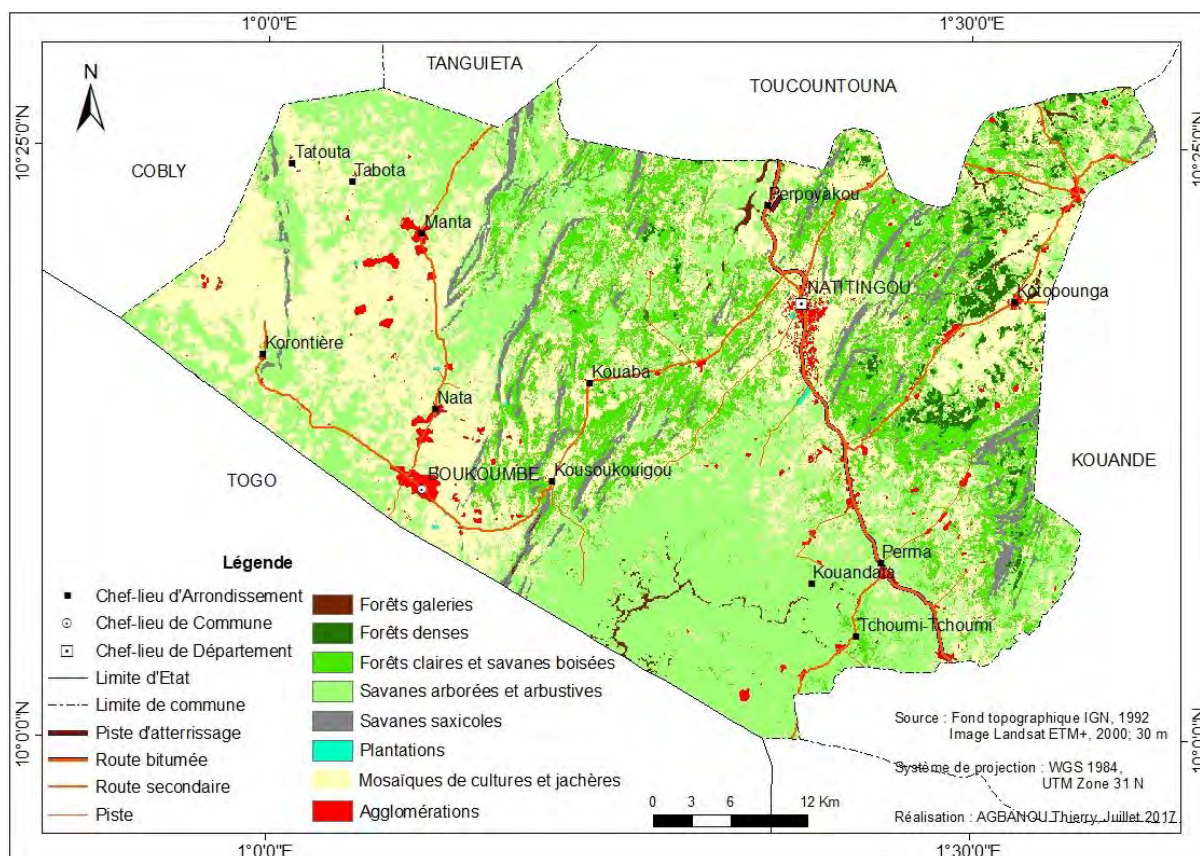 1°0'0"E
1°30'0"E
TANGUIETA
TOUCOUNTOUNA
N
10°25'0"N
10°25'0"N
COBLY
Tatouta
Tabota
Manta
Perpoyakou
NATITINGOU
Kotopounga
Korontière
Kouaba
Nata
BOUKOUMBE
Kousoukouigou
TOGO
KOUANDE
Perma
Kouandata
Tchoumi-Tchoumi
Légende
Chef-lieu d'Arrondissement
Chef-lieu de Commune
Chef-lieu de Département
Limite d'Etat
Limite de commune
Piste d'atterrissage
Route bitumée
Route secondaire
Piste
Forêts galeries
Forêts denses
Forêts claires et savanes boisées
Savanes arborées et arbustives
Savanes saxicoles
Plantations
Mosaïques de cultures et jachères
Agglomérations
10°0'0"N
10°0'0"N
Source : Fond topographique IGN, 1992
Image Landsat ETM+, 2000; 30 m
Système de projection : WGS 1984,
UTM Zone 31 N
0 3 6 12 Km
Réalisation : AGBANOU Thierry Juillet 2017
1°0'0"E
1°30'0"E